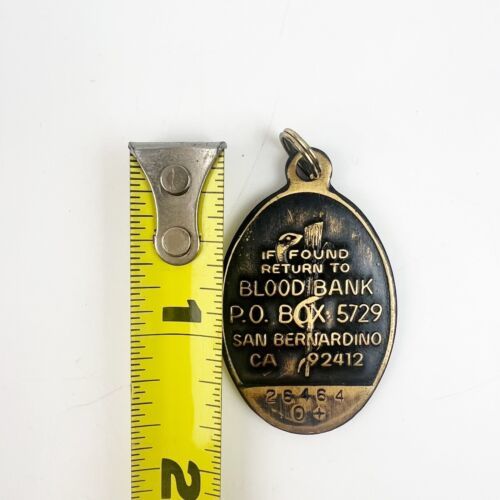 IF FOUND
RETURN TO
BLOOD BANK
P.O. BOX 5729
SAN BERNARDINO
CA 92412
26464
O+
1
2